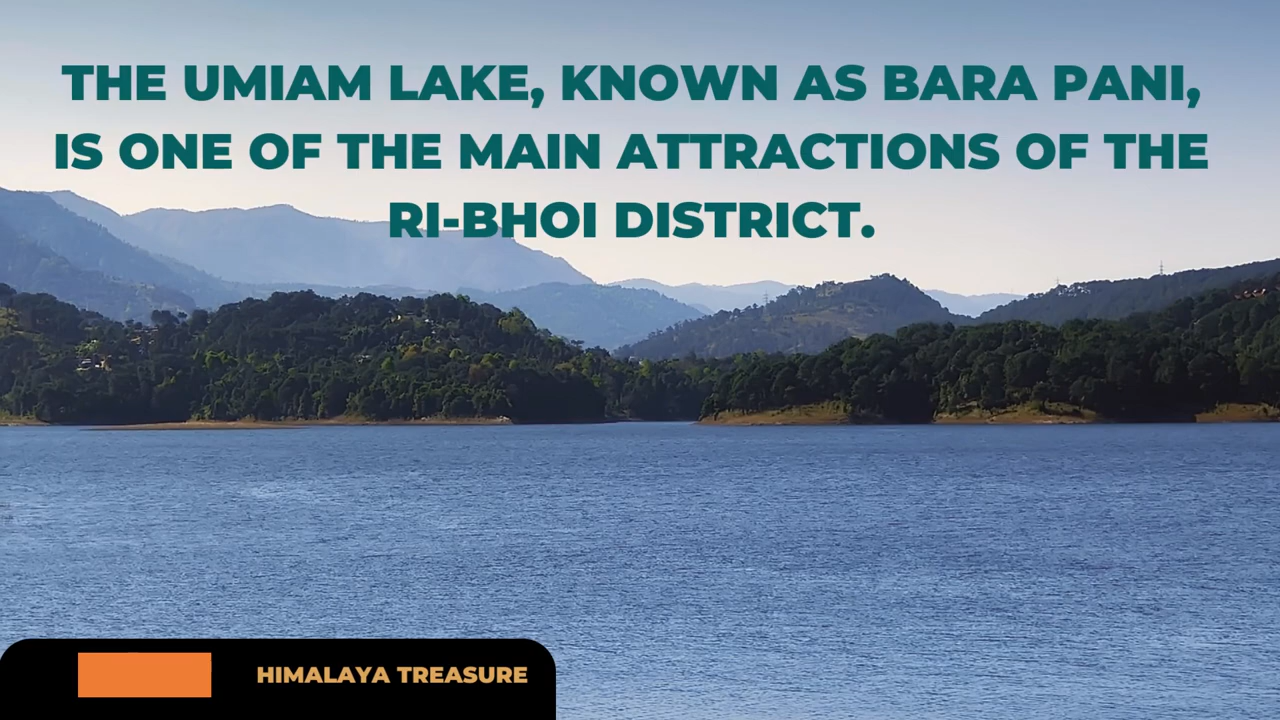 THE UMIAM LAKE, KNOWN AS BARA PANI,
IS ONE OF THE MAIN ATTRACTIONS OF THE
RI-BHOI DISTRICT.
HIMALAYA TREASURE